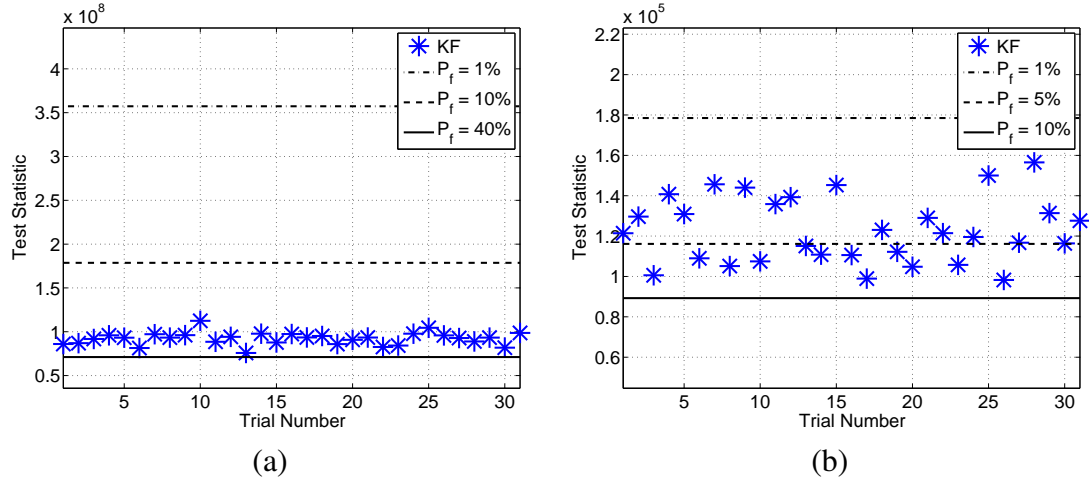 x 10^8
4
3.5
3
2.5
2
1.5
1
0.5
5
10
15
20
25
30
Test Statistic
Trial Number
KF
P_f = 1%
P_f = 10%
P_f = 40%
(a)
x 10^5
2.2
2
1.8
1.6
1.4
1.2
1
0.8
0.6
5
10
15
20
25
30
Test Statistic
Trial Number
KF
P_f = 1%
P_f = 5%
P_f = 10%
(b)